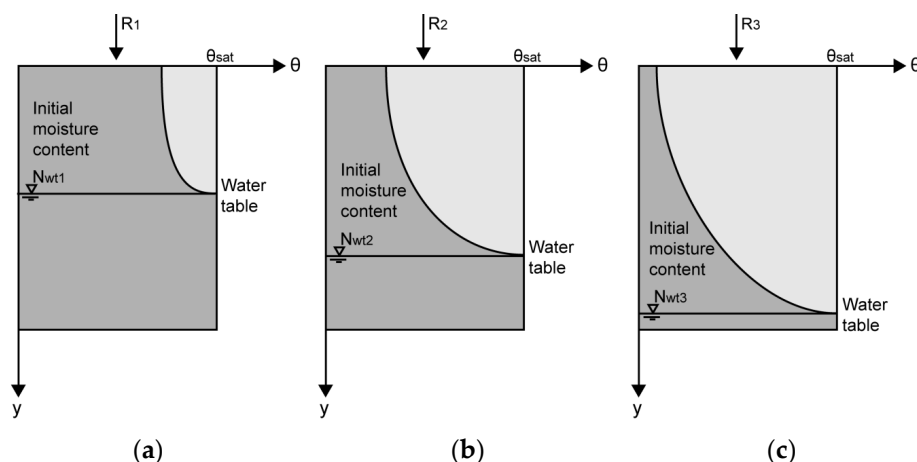 R1
θsat
θ
Initial
moisture
content
Nwt1
Water
table
y
(a)
R2
θsat
θ
Initial
moisture
content
Nwt2
Water
table
y
(b)
R3
θsat
θ
Initial
moisture
content
Nwt3
Water
table
y
(c)